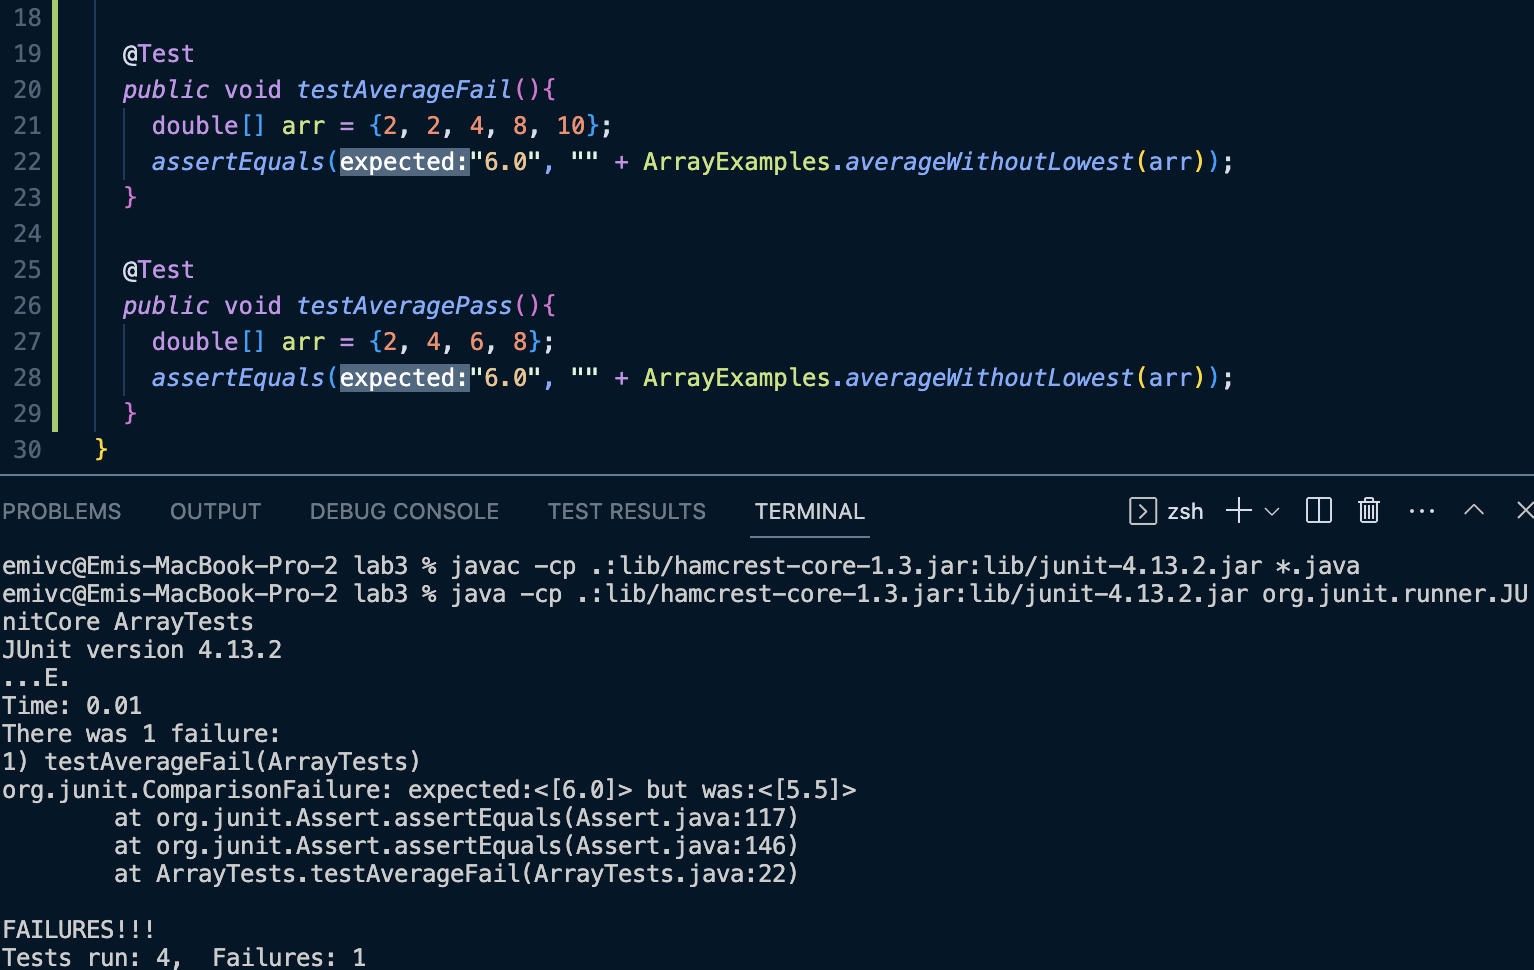 18
19 @Test
20 public void testAverageFail(){
21 double[] arr = {2, 2, 4, 8, 10};
22 assertEquals(expected:"6.0", "" + ArrayExamples.averageWithoutLowest(arr));
23 }
24
25 @Test
26 public void testAveragePass(){
27 double[] arr = {2, 4, 6, 8};
28 assertEquals(expected:"6.0", "" + ArrayExamples.averageWithoutLowest(arr));
29 }
30 }
PROBLEMS OUTPUT DEBUG CONSOLE TEST RESULTS TERMINAL zsh
emivc@Emis-MacBook-Pro-2 lab3 % javac -cp .:lib/hamcrest-core-1.3.jar:lib/junit-4.13.2.jar *.java
emivc@Emis-MacBook-Pro-2 lab3 % java -cp .:lib/hamcrest-core-1.3.jar:lib/junit-4.13.2.jar org.junit.runner.JU
nitCore ArrayTests
JUnit version 4.13.2
...E.
Time: 0.01
There was 1 failure:
1) testAverageFail(ArrayTests)
org.junit.ComparisonFailure: expected:<[6.0]> but was:<[5.5]>
at org.junit.Assert.assertEquals(Assert.java:117)
at org.junit.Assert.assertEquals(Assert.java:146)
at ArrayTests.testAverageFail(ArrayTests.java:22)
FAILURES!!!
Tests run: 4,  Failures: 1